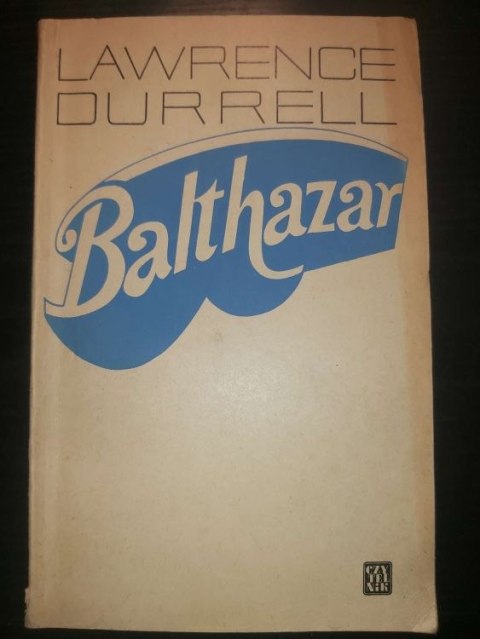 LAWRENCE
DURRELL
Balthazar
CZY
TEL
NiK